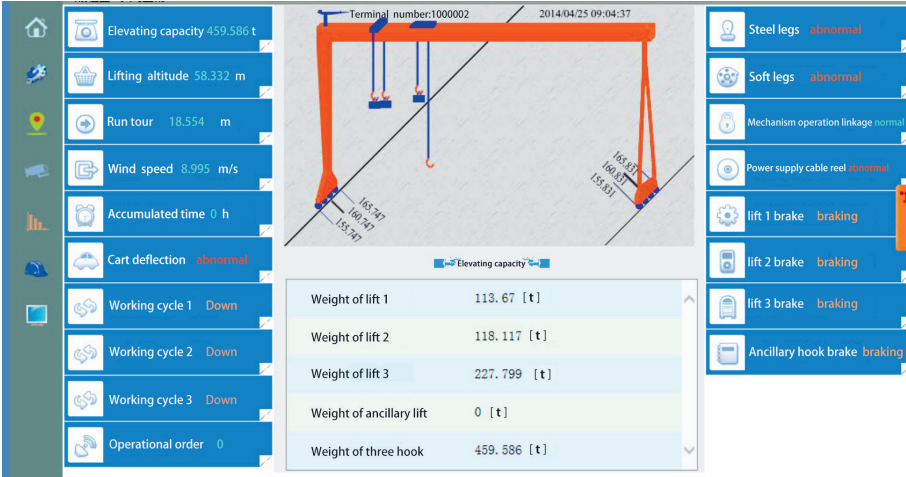 Terminal number:1000002
2014/04/25 09:04:37
Elevating capacity 459.586 t
Lifting altitude 58.332 m
Run tour 18.554 m
Wind speed 8.995 m/s
Accumulated time 0 h
Cart deflection abnormal
Working cycle 1 Down
Working cycle 2 Down
Working cycle 3 Down
Operational order 0
165.747
160.747
155.747
165.831
160.831
155.831
Elevating capacity
Weight of lift 1 113.67 [t]
Weight of lift 2 118.117 [t]
Weight of lift 3 227.799 [t]
Weight of ancillary lift 0 [t]
Weight of three hook 459.586 [t]
Steel legs abnormal
Soft legs abnormal
Mechanism operation linkage normal
Power supply cable reel abnormal
lift 1 brake braking
lift 2 brake braking
lift 3 brake braking
Ancillary hook brake braking